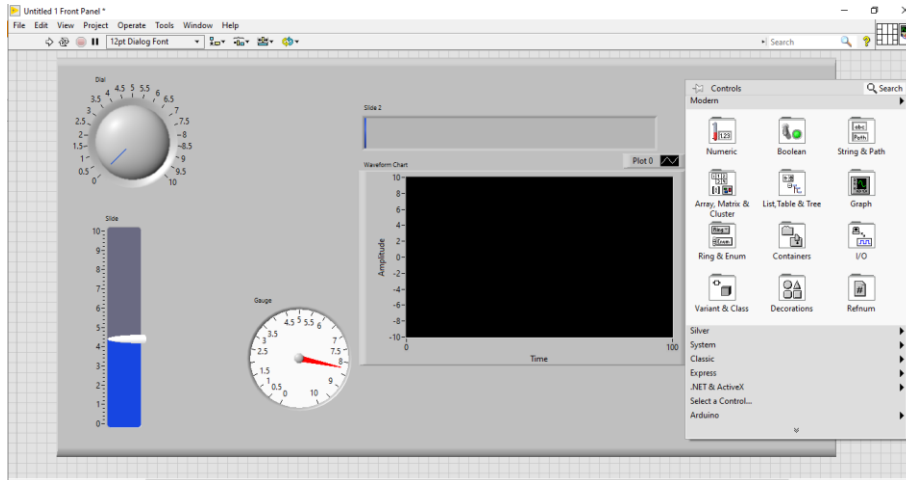 Untitled 1 Front Panel *
File Edit View Project Operate Tools Window Help
12pt Dialog Font
Search
Dial
0 0.5 1 1.5 2 2.5 3 3.5 4 4.5 5 5.5 6 6.5 7 7.5 8 8.5 9 9.5 10
Slide 2
Plot 0
Waveform Chart
10
8
6
4
2
0
-2
-4
-6
-8
-10
Amplitude
0 100
Time
Slide
10
9
8
7
6
5
4
3
2
1
0
Gauge
0 0.5 1 1.5 2.5 3 3.5 4.5 5 5.5 6 7 7.5 8 9 10
Controls
Search
Modern
Numeric Boolean String & Path
Array, Matrix & Cluster List, Table & Tree Graph
Ring & Enum Containers I/O
Variant & Class Decorations Refnum
Silver
System
Classic
Express
.NET & ActiveX
Select a Control...
Arduino